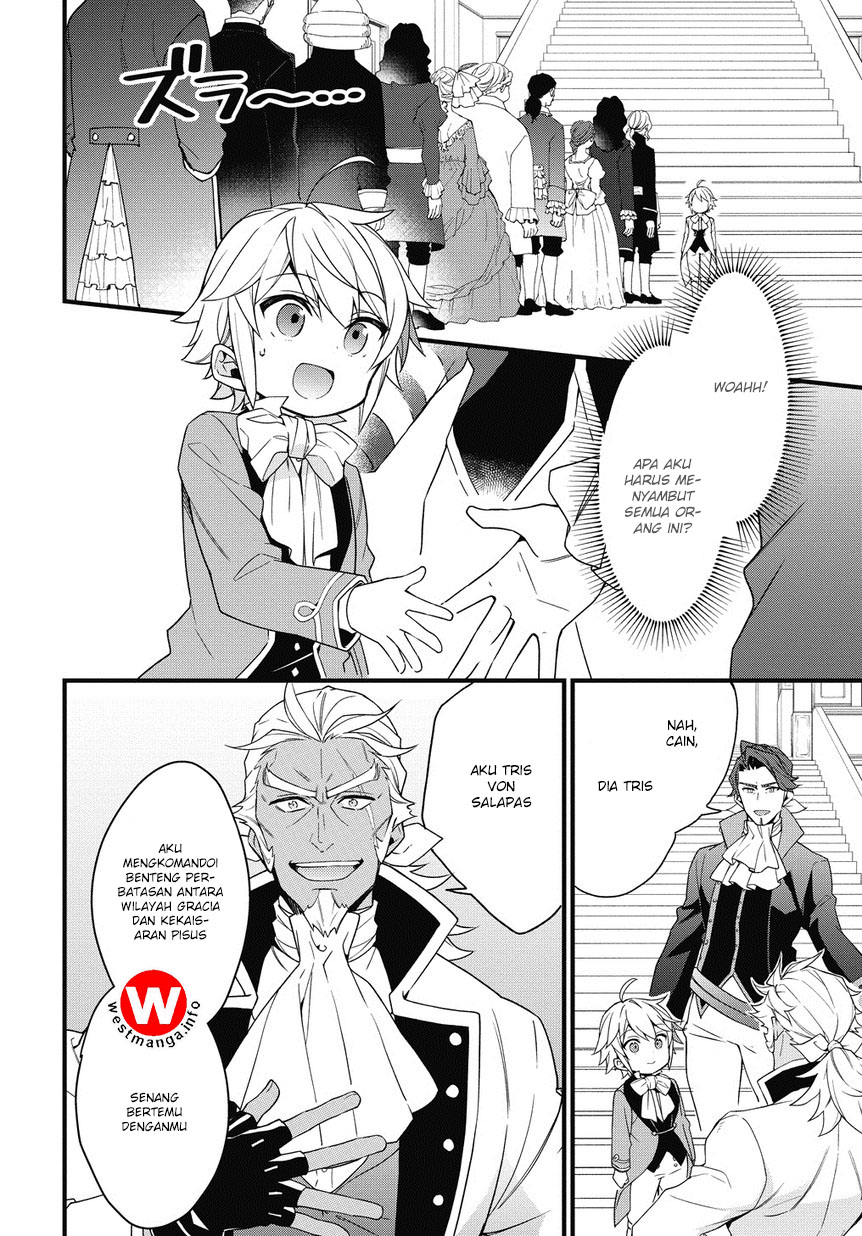 ズラ〜…
WOAHH!
APA AKU
HARUS ME-
NYAMBUT
SEMUA OR-
ANG INI?
NAH,
CAIN,
DIA TRIS
AKU TRIS
VON
SALAPAS
AKU
MENGKOMANDOI
BENTENG PER-
BATASAN ANTARA
WILAYAH GRACIA
DAN KEKAIS-
ARAN PISUS
W
westmanga.info
SENANG
BERTEMU
DENGANMU